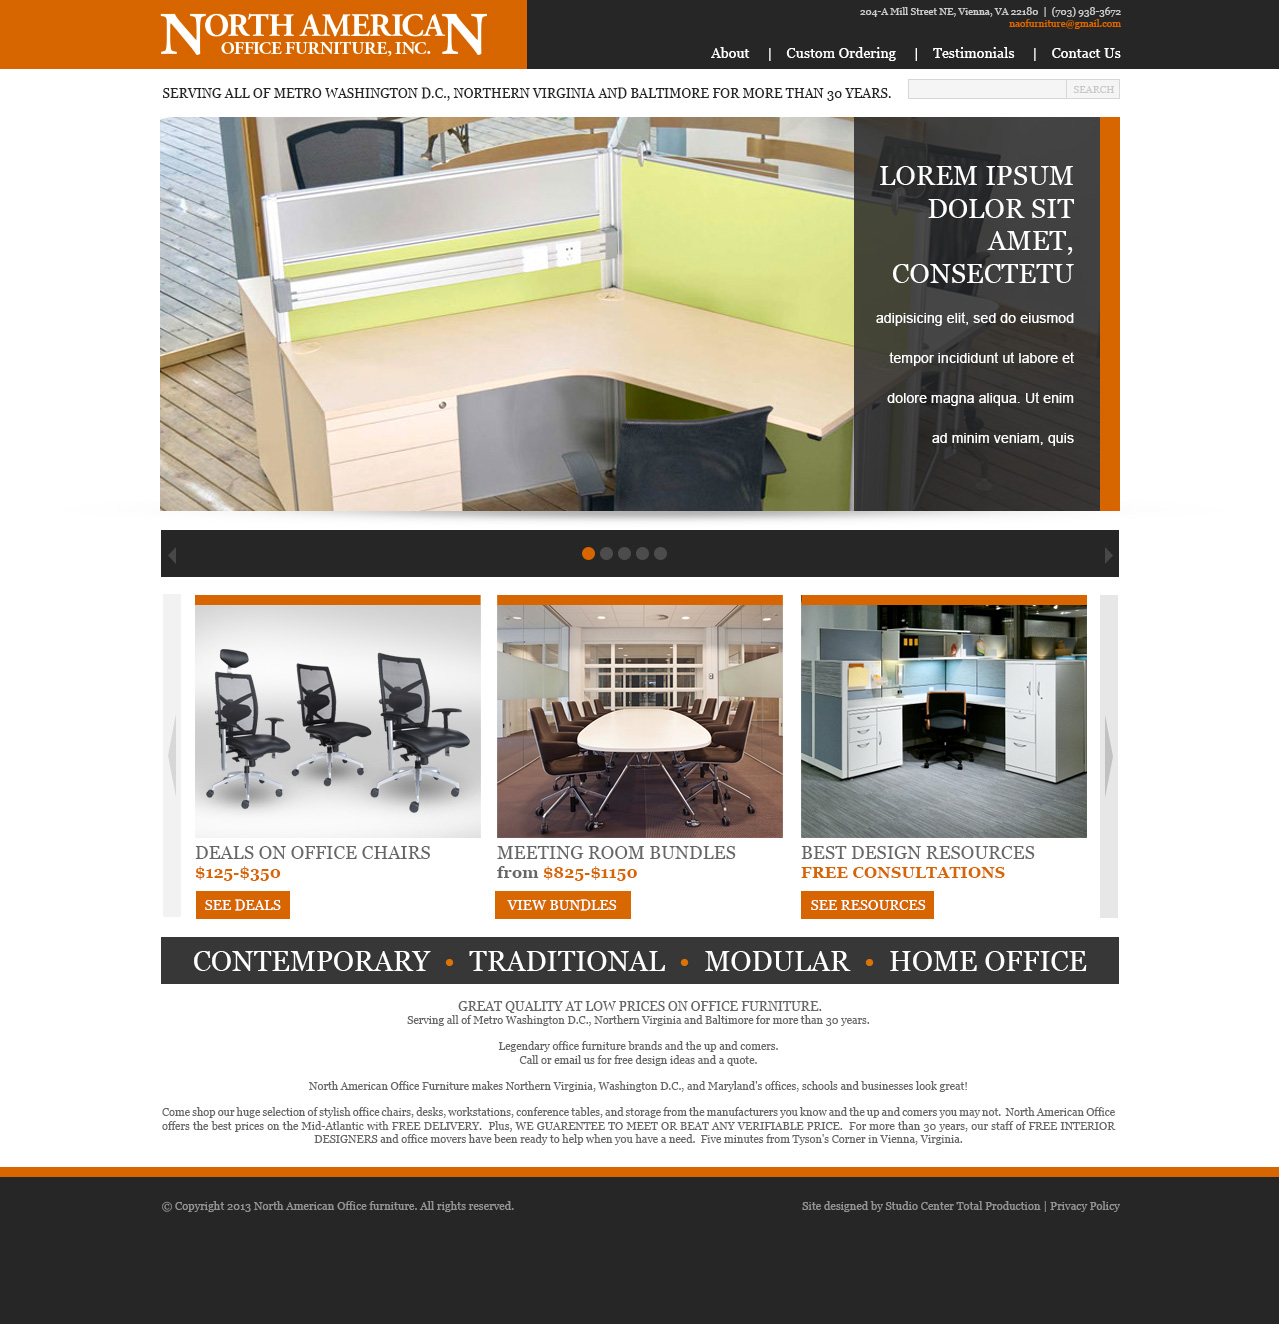 NORTH AMERICAN
OFFICE FURNITURE, INC.
204-A Mill Street NE, Vienna, VA 22180 | (703) 938-3672
naofurniture@gmail.com
About | Custom Ordering | Testimonials | Contact Us
SERVING ALL OF METRO WASHINGTON D.C., NORTHERN VIRGINIA AND BALTIMORE FOR MORE THAN 30 YEARS.
SEARCH
LOREM IPSUM
DOLOR SIT
AMET,
CONSECTETU
adipisicing elit, sed do eiusmod
tempor incididunt ut labore et
dolore magna aliqua. Ut enim
ad minim veniam, quis
DEALS ON OFFICE CHAIRS
$125-$350
SEE DEALS
MEETING ROOM BUNDLES
from $825-$1150
VIEW BUNDLES
BEST DESIGN RESOURCES
FREE CONSULTATIONS
SEE RESOURCES
CONTEMPORARY • TRADITIONAL • MODULAR • HOME OFFICE
GREAT QUALITY AT LOW PRICES ON OFFICE FURNITURE.
Serving all of Metro Washington D.C., Northern Virginia and Baltimore for more than 30 years.
Legendary office furniture brands and the up and comers.
Call or email us for free design ideas and a quote.
North American Office Furniture makes Northern Virginia, Washington D.C., and Maryland's offices, schools and businesses look great!
Come shop our huge selection of stylish office chairs, desks, workstations, conference tables, and storage from the manufacturers you know and the up and comers you may not. North American Office
offers the best prices on the Mid-Atlantic with FREE DELIVERY. Plus, WE GUARENTEE TO MEET OR BEAT ANY VERIFIABLE PRICE. For more than 30 years, our staff of FREE INTERIOR
DESIGNERS and office movers have been ready to help when you have a need. Five minutes from Tyson's Corner in Vienna, Virginia.
© Copyright 2013 North American Office furniture. All rights reserved.
Site designed by Studio Center Total Production | Privacy Policy